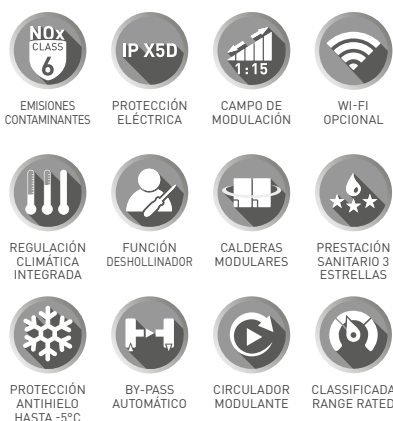 NOx
CLASS
6
IP X5D
1:15
EMISIONES
CONTAMINANTES
PROTECCIÓN
ELÉCTRICA
CAMPO DE
MODULACIÓN
WI-FI
OPCIONAL
REGULACIÓN
CLIMÁTICA
INTEGRADA
FUNCIÓN
DESHOLLINADOR
CALDERAS
MODULARES
PRESTACIÓN
SANITARIO 3
ESTRELLAS
PROTECCIÓN
ANTIHIELO
HASTA -5°C
BY-PASS
AUTOMÁTICO
CIRCULADOR
MODULANTE
CLASSIFICADA
RANGE RATED